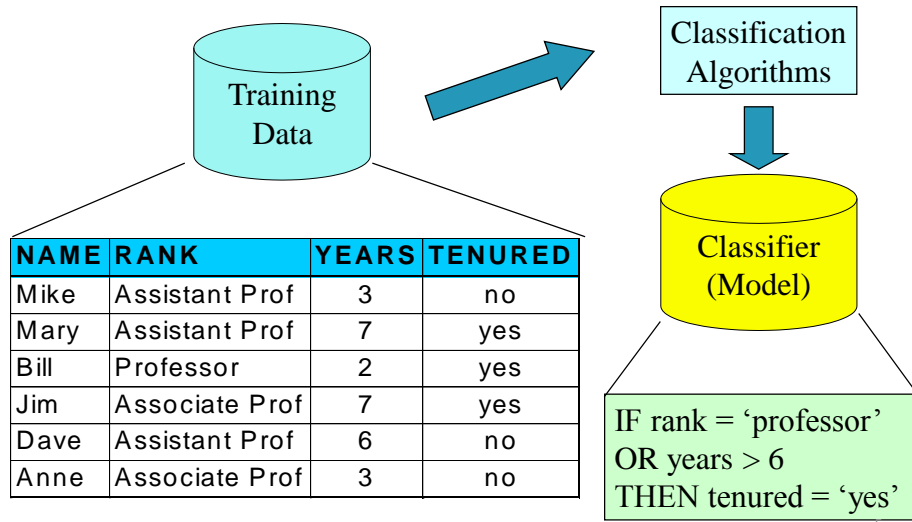 Training
Data
Classification
Algorithms
NAME RANK YEARS TENURED
Mike Assistant Prof 3 no
Mary Assistant Prof 7 yes
Bill Professor 2 yes
Jim Associate Prof 7 yes
Dave Assistant Prof 6 no
Anne Associate Prof 3 no
Classifier
(Model)
IF rank = ‘professor’
OR years > 6
THEN tenured = ‘yes’